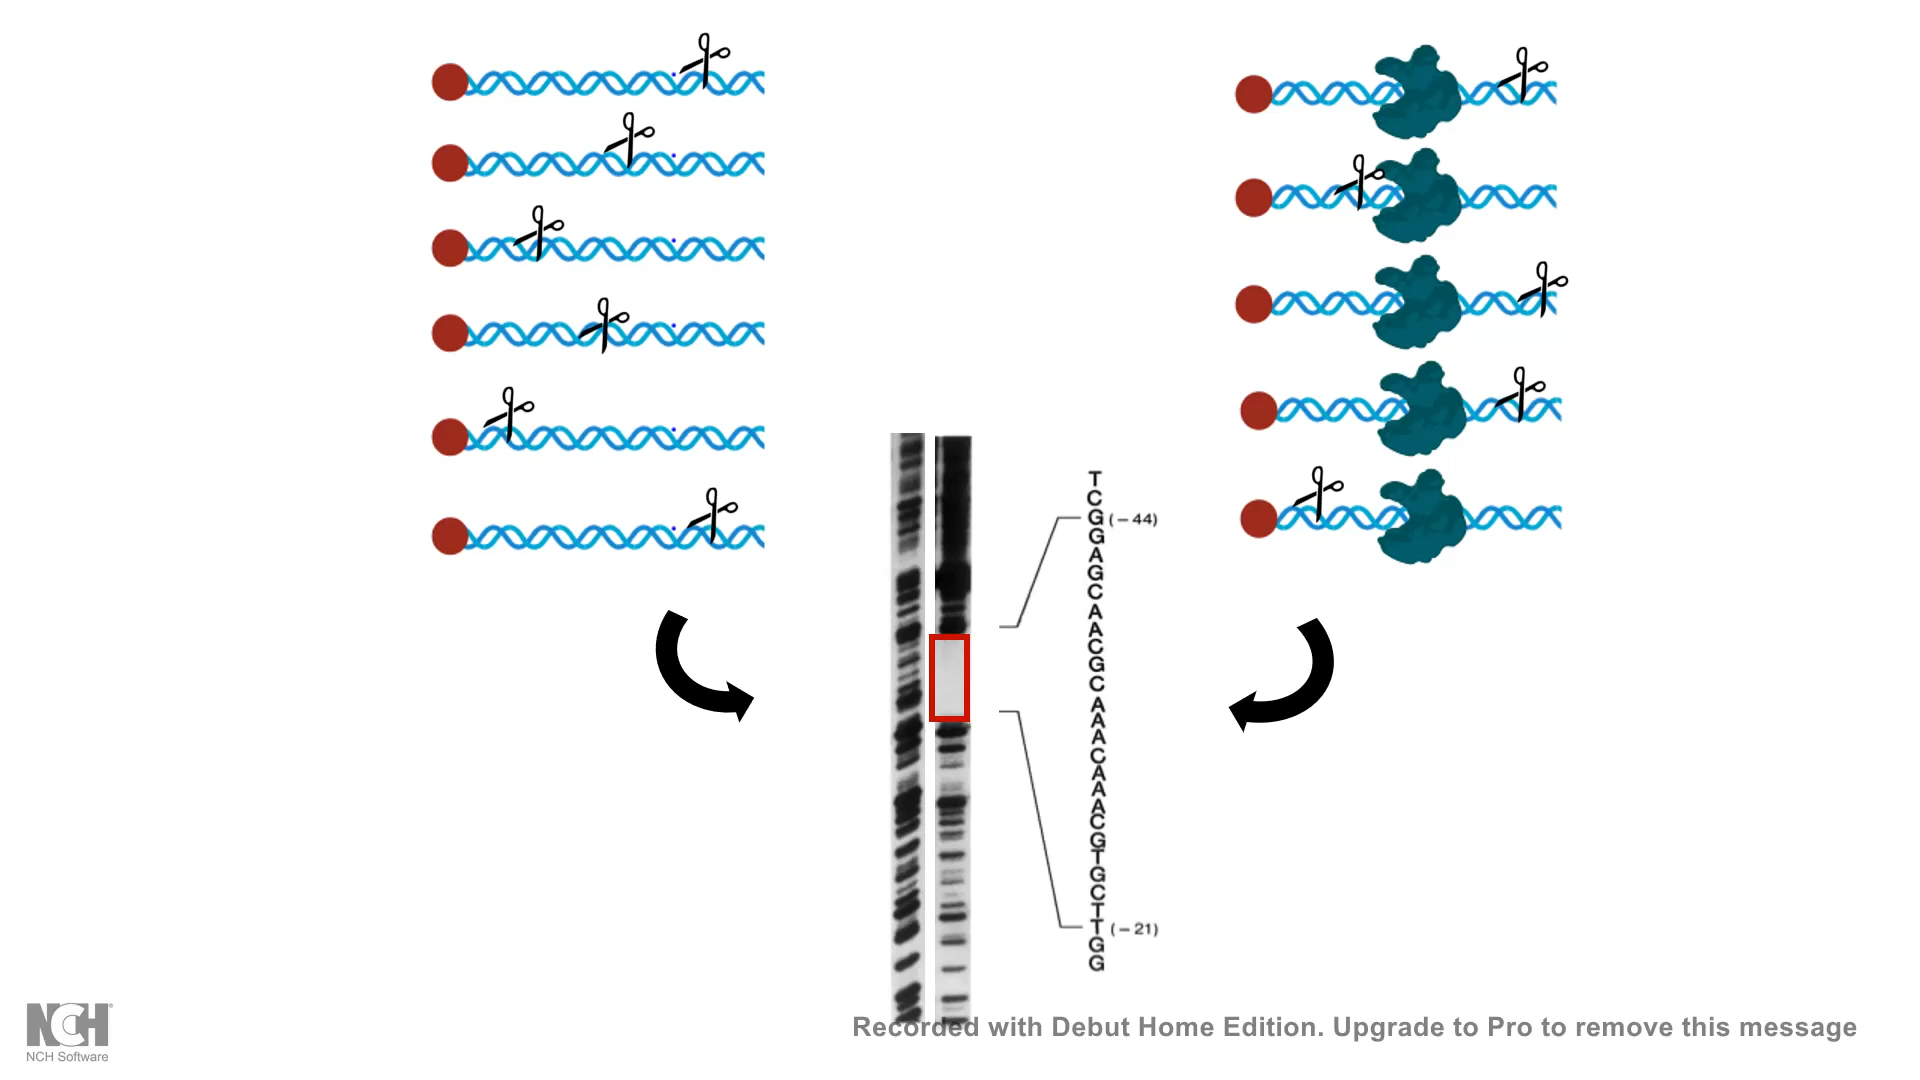 T
C
G (– 44)
G
A
G
C
A
A
C
G
C
A
A
A
C
A
A
A
C
G
T
G
C
T
T (– 21)
G
G
NCH®
NCH Software
Recorded with Debut Home Edition. Upgrade to Pro to remove this message